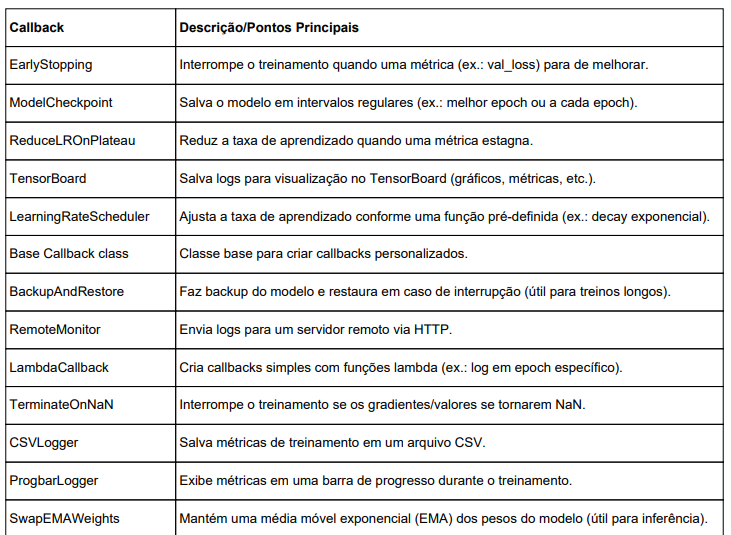 Callback Descrição/Pontos Principais
EarlyStopping Interrompe o treinamento quando uma métrica (ex.: val_loss) para de melhorar.
ModelCheckpoint Salva o modelo em intervalos regulares (ex.: melhor epoch ou a cada epoch).
ReduceLROnPlateau Reduz a taxa de aprendizado quando uma métrica estagna.
TensorBoard Salva logs para visualização no TensorBoard (gráficos, métricas, etc.).
LearningRateScheduler Ajusta a taxa de aprendizado conforme uma função pré-definida (ex.: decay exponencial).
Base Callback class Classe base para criar callbacks personalizados.
BackupAndRestore Faz backup do modelo e restaura em caso de interrupção (útil para treinos longos).
RemoteMonitor Envia logs para um servidor remoto via HTTP.
LambdaCallback Cria callbacks simples com funções lambda (ex.: log em epoch específico).
TerminateOnNaN Interrompe o treinamento se os gradientes/valores se tornarem NaN.
CSVLogger Salva métricas de treinamento em um arquivo CSV.
ProgbarLogger Exibe métricas em uma barra de progresso durante o treinamento.
SwapEMAWeights Mantém uma média móvel exponencial (EMA) dos pesos do modelo (útil para inferência).